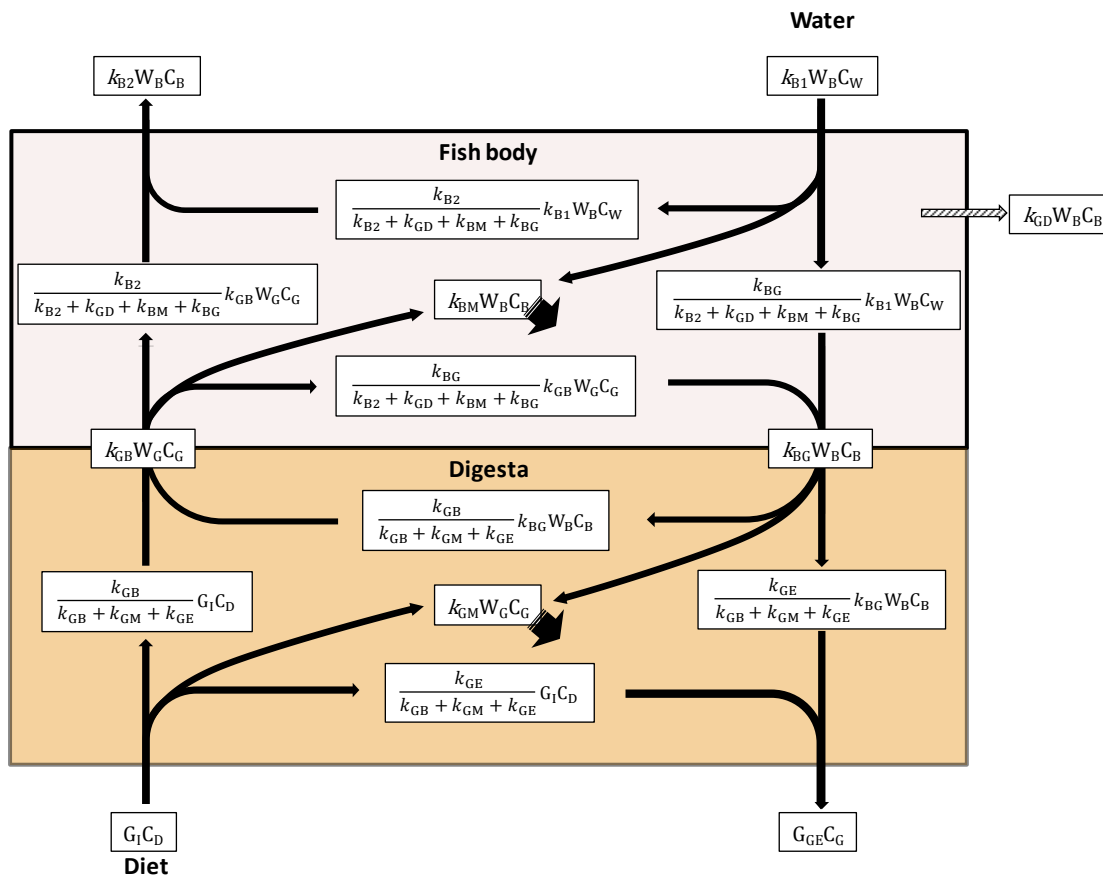 Water
k_B2 W_B C_B
k_B1 W_B C_W
Fish body
k_B2 / (k_B2 + k_GD + k_BM + k_BG) k_B1 W_B C_W
k_GD W_B C_B
k_B2 / (k_B2 + k_GD + k_BM + k_BG) k_GB W_G C_G
k_BM W_B C_B
k_BG / (k_B2 + k_GD + k_BM + k_BG) k_B1 W_B C_W
k_BG / (k_B2 + k_GD + k_BM + k_BG) k_GB W_G C_G
k_GB W_G C_G
k_BG W_B C_B
Digesta
k_GB / (k_GB + k_GM + k_GE) k_BG W_B C_B
k_GB / (k_GB + k_GM + k_GE) G_I C_D
k_GM W_G C_G
k_GE / (k_GB + k_GM + k_GE) k_BG W_B C_B
k_GE / (k_GB + k_GM + k_GE) G_I C_D
G_I C_D
G_GE C_G
Diet